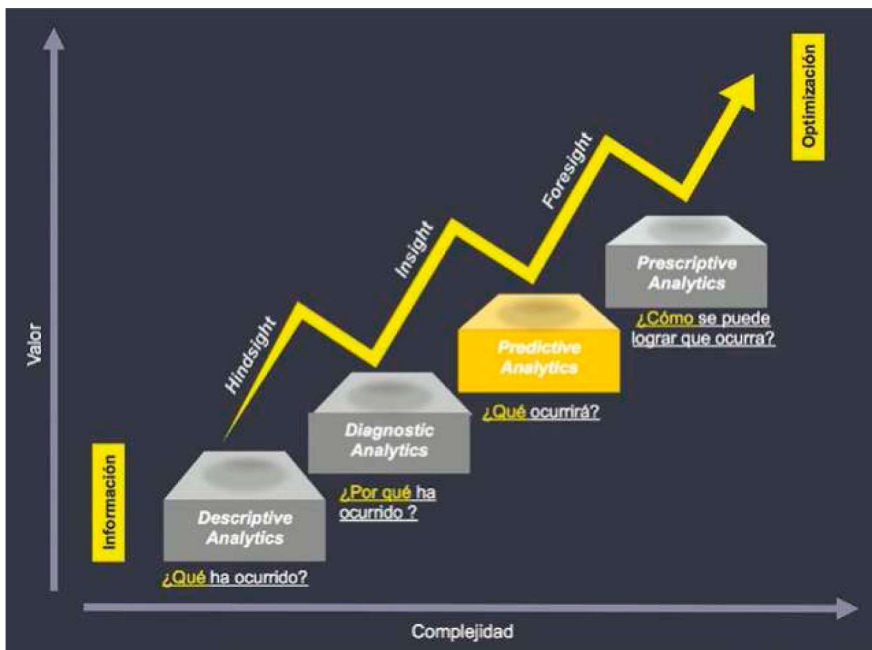 Optimización
Foresight
Insight
Hindsight
Prescriptive
Analytics
¿Cómo se puede
lograr que ocurra?
Predictive
Analytics
¿Qué ocurrirá?
Diagnostic
Analytics
¿Por qué ha
ocurrido ?
Descriptive
Analytics
¿Qué ha ocurrido?
Información
Valor
Complejidad